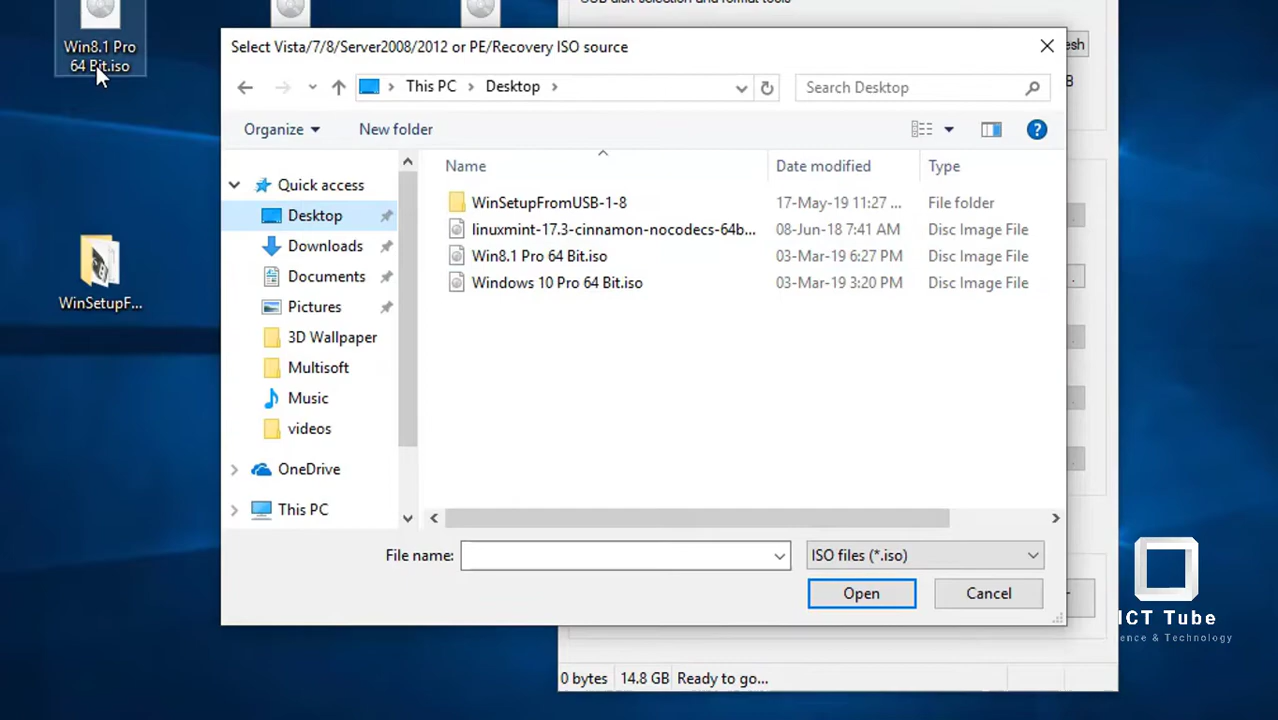 Win8.1 Pro
64 Bit.iso
Select Vista/7/8/Server2008/2012 or PE/Recovery ISO source
This PC
Desktop
Search Desktop
Organize
New folder
Name
Date modified
Type
Quick access
Desktop
Downloads
Documents
Pictures
3D Wallpaper
Multisoft
Music
videos
OneDrive
This PC
WinSetupFromUSB-1-8 17-May-19 11:27 ... File folder
linuxmint-17.3-cinnamon-nocodecs-64b... 08-Jun-18 7:41 AM Disc Image File
Win8.1 Pro 64 Bit.iso 03-Mar-19 6:27 PM Disc Image File
Windows 10 Pro 64 Bit.iso 03-Mar-19 3:20 PM Disc Image File
WinSetupF...
File name:
ISO files (*.iso)
Open
Cancel
0 bytes 14.8 GB Ready to go...
ICT Tube
ence & Technology